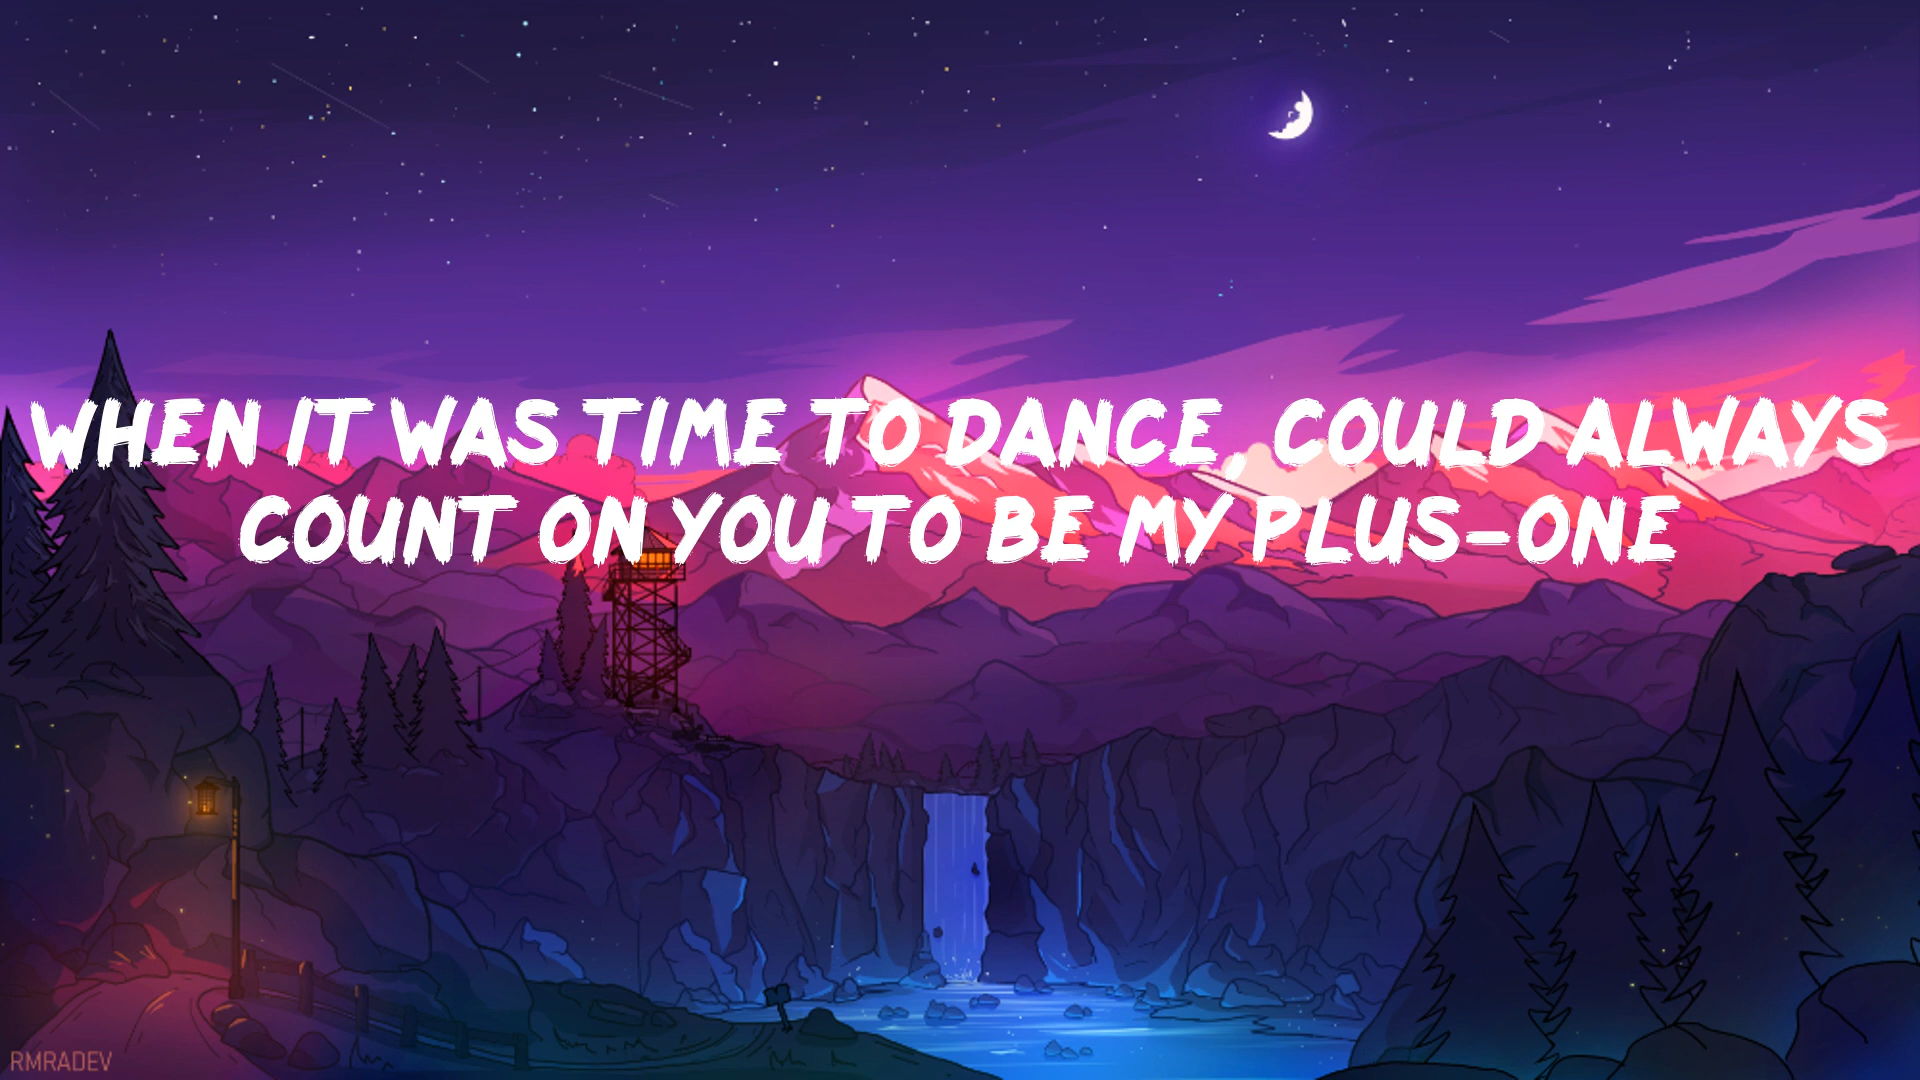 WHEN IT WAS TIME TO DANCE, COULD ALWAYS
COUNT ON YOU TO BE MY PLUS-ONE
RMRADEV